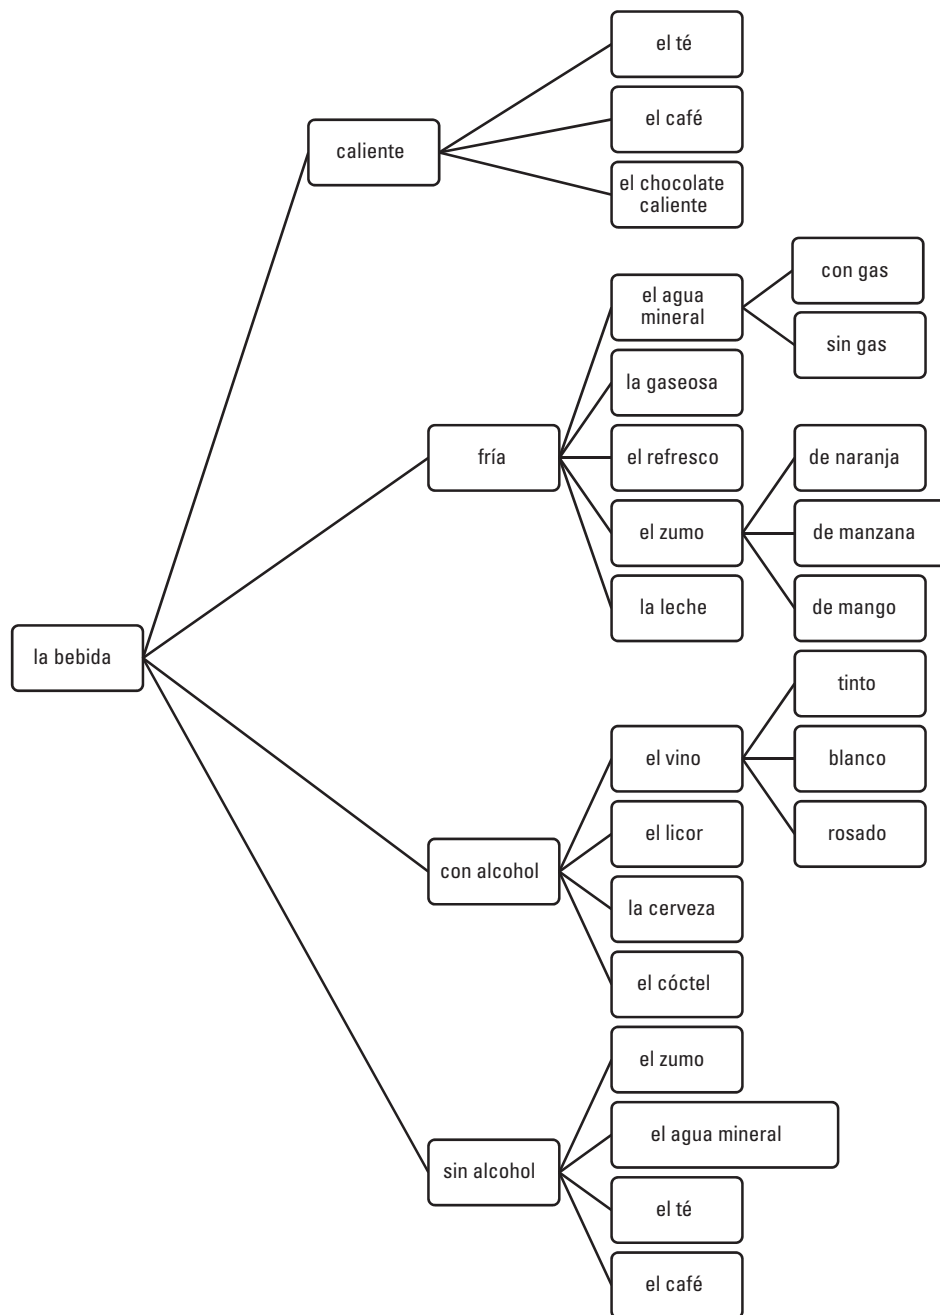 el té
el café
caliente
el chocolate
caliente
con gas
el agua
mineral
sin gas
la gaseosa
fría
el refresco
de naranja
el zumo
de manzana
la leche
de mango
la bebida
tinto
el vino
blanco
el licor
rosado
con alcohol
la cerveza
el cóctel
el zumo
el agua mineral
sin alcohol
el té
el café